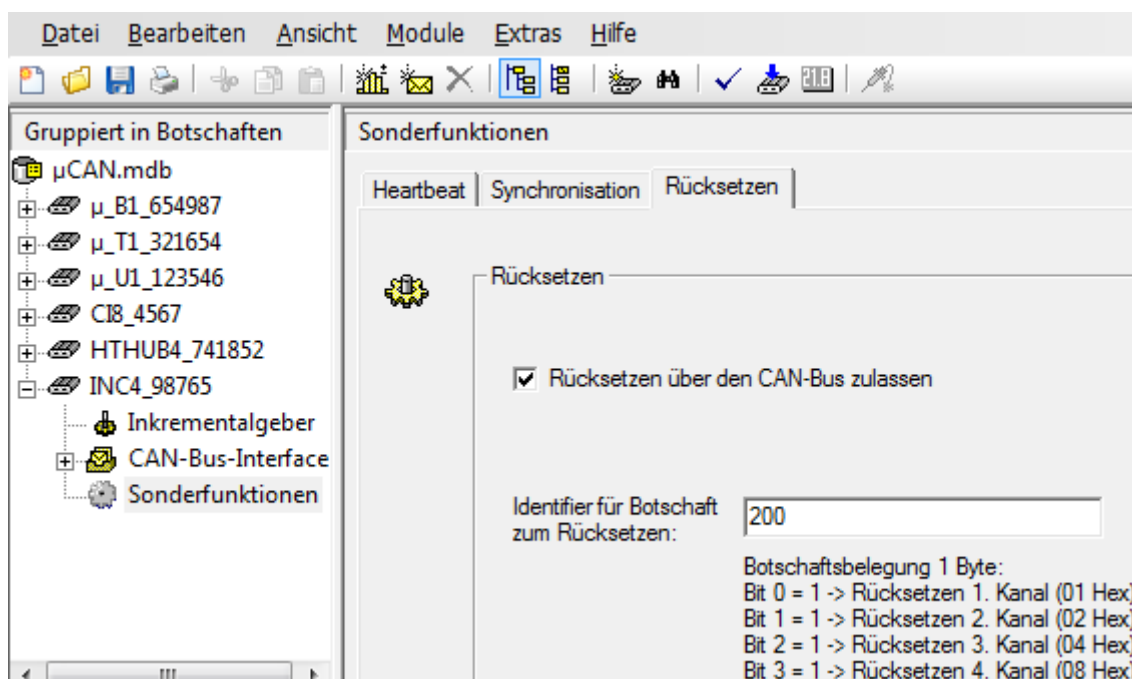 Datei Bearbeiten Ansicht Module Extras Hilfe
Gruppiert in Botschaften
µCAN.mdb
µ_B1_654987
µ_T1_321654
µ_U1_123546
CI8_4567
HTHUB4_741852
INC4_98765
Inkrementalgeber
CAN-Bus-Interface
Sonderfunktionen
Sonderfunktionen
Heartbeat Synchronisation Rücksetzen
Rücksetzen
Rücksetzen über den CAN-Bus zulassen
Identifier für Botschaft
zum Rücksetzen:
200
Botschaftsbelegung 1 Byte:
Bit 0 = 1 -> Rücksetzen 1. Kanal (01 Hex)
Bit 1 = 1 -> Rücksetzen 2. Kanal (02 Hex)
Bit 2 = 1 -> Rücksetzen 3. Kanal (04 Hex)
Bit 3 = 1 -> Rücksetzen 4. Kanal (08 Hex)